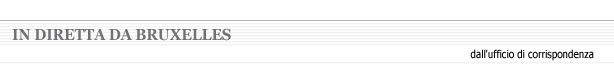 IN DIRETTA DA BRUXELLES
dall'ufficio di corrispondenza